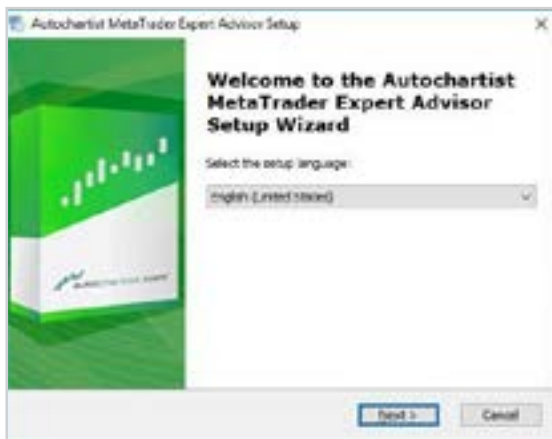 Autochartist MetaTrader Expert Advisor Setup
Welcome to the Autochartist
MetaTrader Expert Advisor
Setup Wizard
Select the setup language:
English (United States)
Next >
Cancel